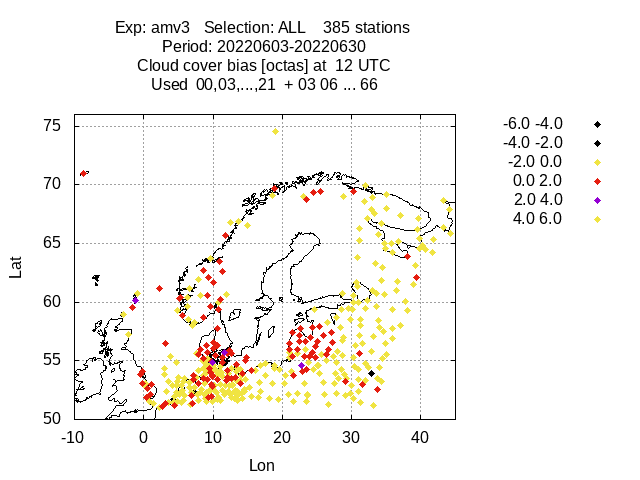 Exp: amv3   Selection: ALL    385 stations
Period: 20220603-20220630
Cloud cover bias [octas] at  12 UTC
Used  00,03,...,21  + 03 06 ... 66
75
70
65
60
55
50
Lat
-10 0 10 20 30 40
Lon
-6.0 -4.0
-4.0 -2.0
-2.0 0.0
0.0 2.0
2.0 4.0
4.0 6.0